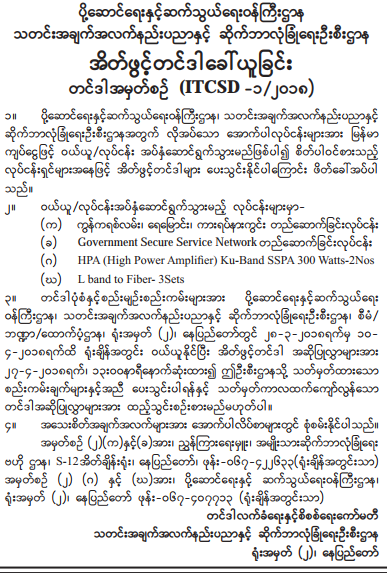 ပို့ဆောင်ရေးနှင့်ဆက်သွယ်ရေးဝန်ကြီးဌာန
သတင်းအချက်အလက်နည်းပညာနှင့် ဆိုက်ဘာလုံခြုံရေးဦးစီးဌာန
အိတ်ဖွင့်တင်ဒါခေါ်ယူခြင်း
တင်ဒါအမှတ်စဉ် (ITCSD -၁/၂၀၁၈)
၁။ ပို့ဆောင်ရေးနှင့်ဆက်သွယ်ရေးဝန်ကြီးဌာန၊ သတင်းအချက်အလက်နည်းပညာနှင့်
ဆိုက်ဘာလုံခြုံရေးဦးစီးဌာနအတွက် လိုအပ်သော အောက်ပါလုပ်ငန်းများအား မြန်မာ
ကျပ်ငွေဖြင့် ဝယ်ယူ/လုပ်ငန်း အပ်နှံဆောင်ရွက်သွားမည်ဖြစ်ပါ၍ စိတ်ပါဝင်စားသည့်
လုပ်ငန်းရှင်များအနေဖြင့် အိတ်ဖွင့်တင်ဒါများ ပေးသွင်းနိုင်ပါကြောင်း ဖိတ်ခေါ်အပ်ပါ
သည်။
၂။ ဝယ်ယူ/လုပ်ငန်းအပ်နှံဆောင်ရွက်သွားမည့် လုပ်ငန်းများမှာ-
(က) ကွန်ကရစ်လမ်း၊ ရေမြောင်း၊ ကားရပ်နားကွင်း တည်ဆောက်ခြင်းလုပ်ငန်း
(ခ) Government Secure Service Network တည်ဆောက်ခြင်းလုပ်ငန်း
(ဂ) HPA (High Power Amplifier) Ku-Band SSPA 300 Watts-2Nos
(ဃ) L band to Fiber- 3Sets
၃။ တင်ဒါပုံစံနှင့်စည်းမျဉ်းစည်းကမ်းများအား ပို့ဆောင်ရေးနှင့်ဆက်သွယ်ရေး
ဝန်ကြီးဌာန၊ သတင်းအချက်အလက်နည်းပညာနှင့် ဆိုက်ဘာလုံခြုံရေးဦးစီးဌာန၊ စီမံ/
ဘဏ္ဍာ/ထောက်ပံ့ဌာန၊ ရုံးအမှတ် (၂)၊ နေပြည်တော်တွင် ၂၈-၃-၂၀၁၈ရက်မှ ၁၀-
၄-၂၀၁၈ရက်ထိ ရုံးချိန်အတွင်း ဝယ်ယူနိုင်ပြီး အိတ်ဖွင့်တင်ဒါ အဆိုပြုလွှာများအား
၂၇-၄-၂၀၁၈ရက်၊ ၁၃:၀၀နာရီနောက်ဆုံးထား၍ ဤဦးစီးဌာနသို့ သတ်မှတ်ထားသော
စည်းကမ်းချက်များနှင့်အညီ ပေးသွင်းပါရန်နှင့် သတ်မှတ်ကာလထက်ကျော်လွန်သော
တင်ဒါအဆိုပြုလွှာများအား ထည့်သွင်းစဉ်းစားမည်မဟုတ်ပါ။
၄။ အသေးစိတ်အချက်အလက်များအား အောက်ပါလိပ်စာများတွင် စုံစမ်းနိုင်ပါသည်။
အမှတ်စဉ် (၂)(က)နှင့်(ခ)အား၊ ညွှန်ကြားရေးမှူး၊ အမျိုးသားဆိုက်ဘာလုံခြုံရေး
ဗဟို ဌာန၊ S-12အိတ်ချိန်းရုံး၊ နေပြည်တော်၊ ဖုန်း-၀၆၇-၄၂၂၆၃၃(ရုံးချိန်အတွင်းသာ)
အမှတ်စဉ် (၂) (ဂ) နှင့် (ဃ)အား၊ ပို့ဆောင်ရေးနှင့် ဆက်သွယ်ရေးဝန်ကြီးဌာန၊
ရုံးအမှတ် (၂)၊ နေပြည်တော် ဖုန်း-၀၆၇-၄၀၇၇၁၃ (ရုံးချိန်အတွင်းသာ)
တင်ဒါလက်ခံရေးနှင့်စိစစ်ရေးကော်မတီ
သတင်းအချက်အလက်နည်းပညာနှင့် ဆိုက်ဘာလုံခြုံရေးဦးစီးဌာန
ရုံးအမှတ် (၂)၊ နေပြည်တော်